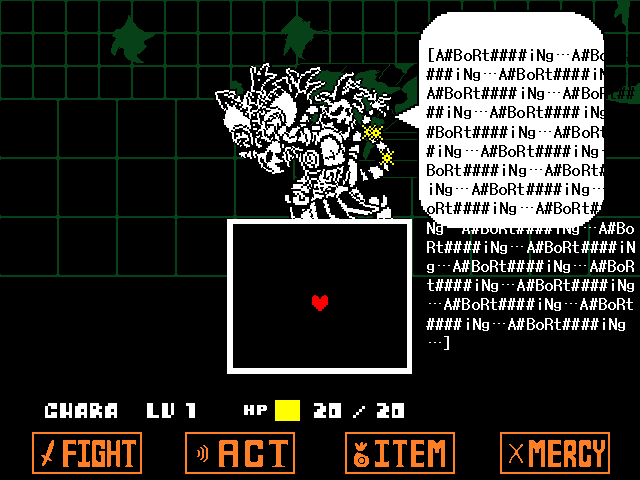 [A#BoRt####iNg…A#Bo
###iNg…A#BoRt####iN
A#BoRt####iNg…A#BoRt##
##iNg…A#BoRt####iNg
#BoRt####iNg…A#BoRt
#iNg…A#BoRt####iNg…
BoRt####iNg…A#BoRt#
iNg…A#BoRt####iNg…
oRt####iNg…A#BoRt##
Ng…A#BoRt####iNg…A#Bo
Rt####iNg…A#BoRt####iN
g…A#BoRt####iNg…A#BoR
t####iNg…A#BoRt####iNg
…A#BoRt####iNg…A#BoRt
####iNg…A#BoRt####iNg
…]
CHARA LV 1 HP 20 / 20
FIGHT ACT ITEM MERCY